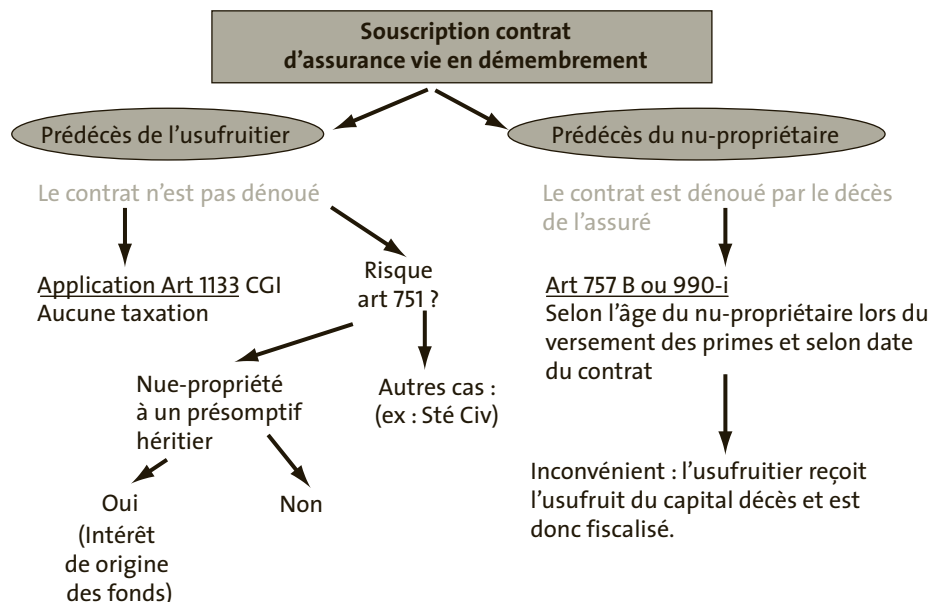 Souscription contrat
d’assurance vie en démembrement
Prédécès de l’usufruitier
Prédécès du nu-propriétaire
Le contrat n’est pas dénoué
Le contrat est dénoué par le décès
de l’assuré
Application Art 1133 CGI
Aucune taxation
Risque
art 751 ?
Art 757 B ou 990-i
Selon l’âge du nu-propriétaire lors du
versement des primes et selon date
du contrat
Nue-propriété
à un présomptif
héritier
Autres cas :
(ex : Sté Civ)
Oui
(Intérêt
de origine
des fonds)
Non
Inconvénient : l’usufruitier reçoit
l’usufruit du capital décès et est
donc fiscalisé.